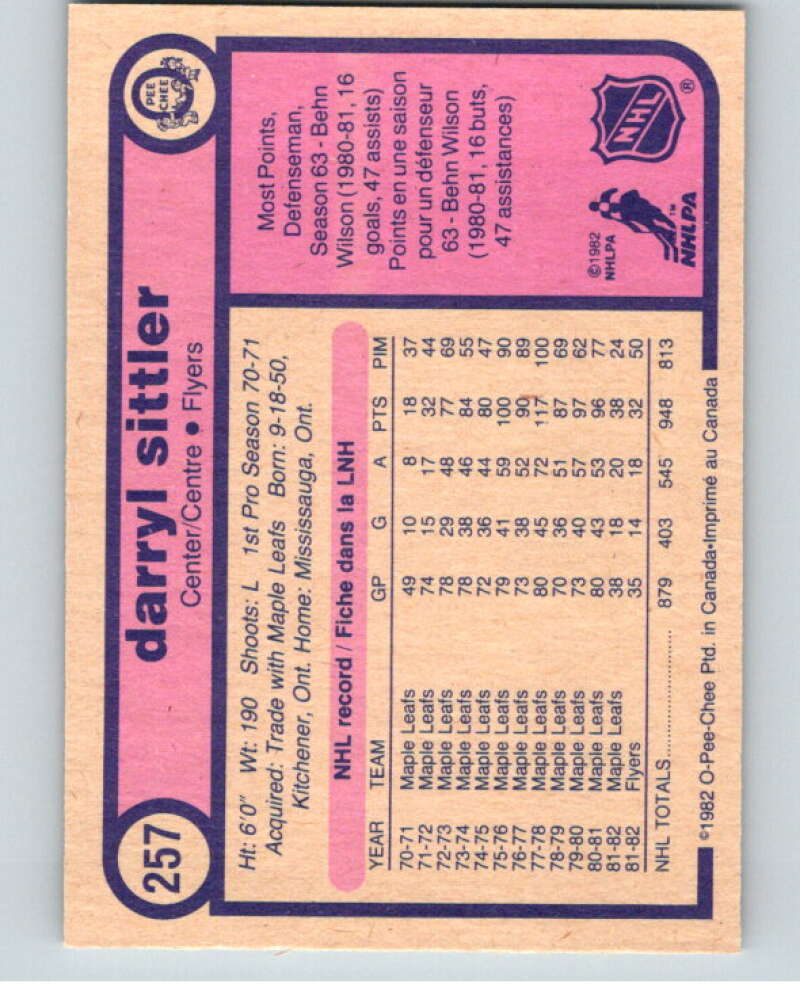 257
darryl sittler
Center/Centre • Flyers
O
PEE
CHEE
Ht: 6'0" Wt: 190 Shoots: L 1st Pro Season 70-71
Acquired: Trade with Maple Leafs Born: 9-18-50,
Kitchener, Ont. Home: Mississauga, Ont.
NHL record / Fiche dans la LNH
YEAR TEAM GP G A PTS PIM
70-71 Maple Leafs 49 10 8 18 37
71-72 Maple Leafs 74 15 17 32 44
72-73 Maple Leafs 78 29 48 77 69
73-74 Maple Leafs 78 38 46 84 55
74-75 Maple Leafs 72 36 44 80 47
75-76 Maple Leafs 79 41 59 100 90
76-77 Maple Leafs 73 38 52 90 89
77-78 Maple Leafs 80 45 72 117 100
78-79 Maple Leafs 70 36 51 87 69
79-80 Maple Leafs 73 40 57 97 62
80-81 Maple Leafs 80 43 53 96 77
81-82 Maple Leafs 38 18 20 38 24
81-82 Flyers 35 14 18 32 50
NHL TOTALS.................... 879 403 545 948 813
Most Points,
Defenseman,
Season 63 - Behn
Wilson (1980-81, 16
goals, 47 assists)
Points en une saison
pour un défenseur
63 - Behn Wilson
(1980-81, 16 buts,
47 assistances)
©1982
NHLPA
NHLPA™
NHL®
©1982 O-Pee-Chee Ptd. in Canada•Imprimé au Canada